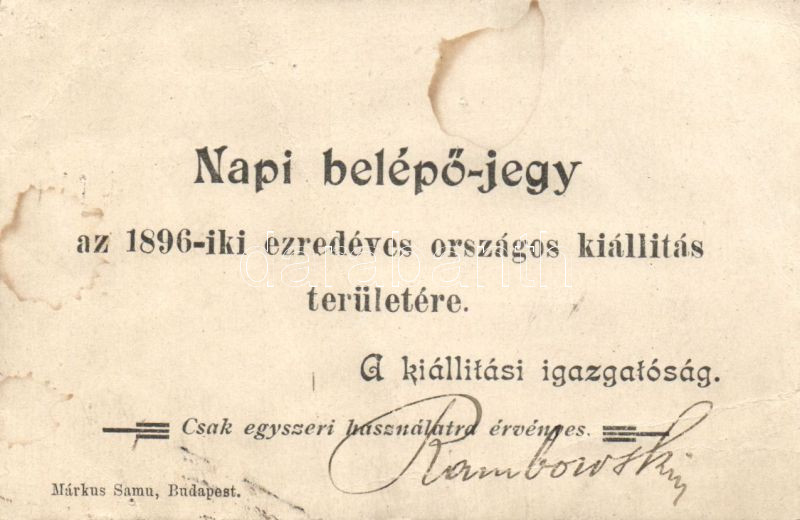 Napi belépő-jegy
az 1896-iki ezredéves országos kiállitás
darabanth
területére.
A kiállitási igazgatóság.
Csak egyszeri használatra érvényes.
Márkus Samu, Budapest.